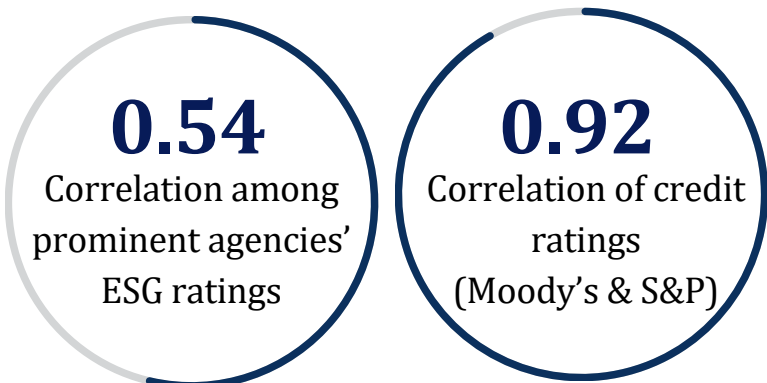 0.54
Correlation among
prominent agencies’
ESG ratings
0.92
Correlation of credit
ratings
(Moody’s & S&P)